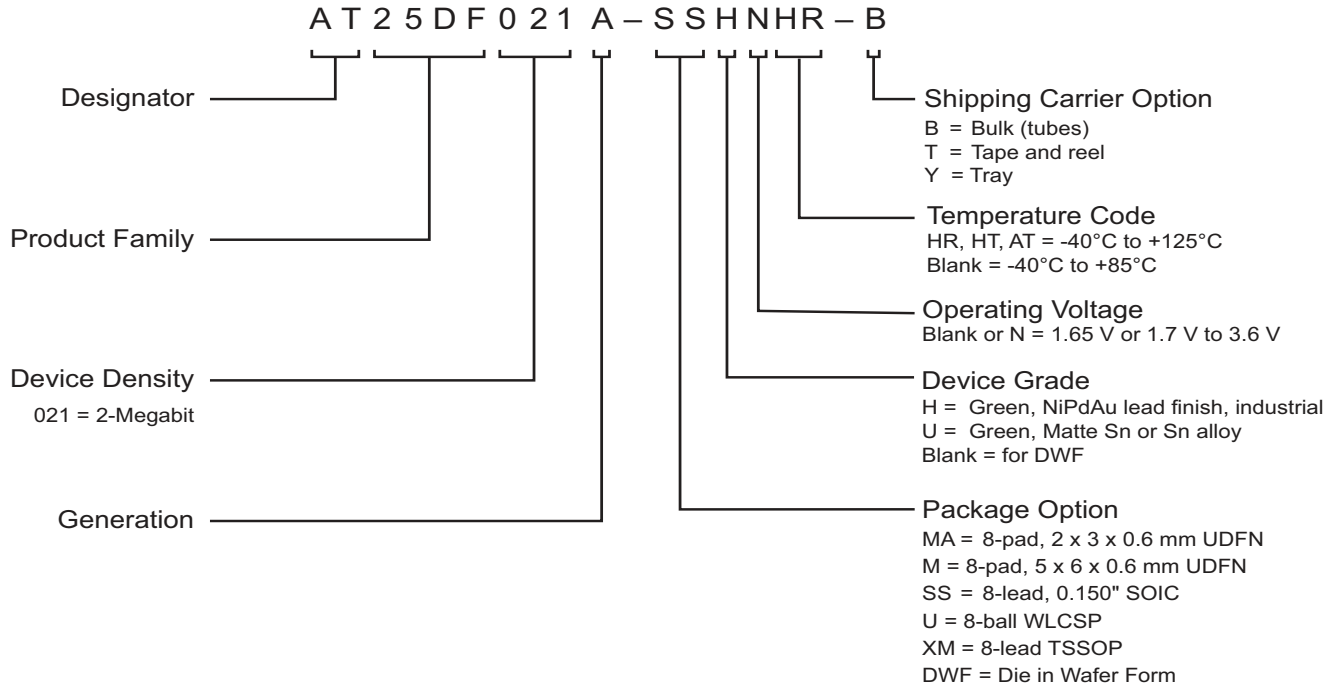 A T 2 5 D F 0 2 1 A – S S H N H R – B
Designator
Product Family
Device Density
021 = 2-Megabit
Generation
Shipping Carrier Option
B = Bulk (tubes)
T = Tape and reel
Y = Tray
Temperature Code
HR, HT, AT = -40°C to +125°C
Blank = -40°C to +85°C
Operating Voltage
Blank or N = 1.65 V or 1.7 V to 3.6 V
Device Grade
H = Green, NiPdAu lead finish, industrial
U = Green, Matte Sn or Sn alloy
Blank = for DWF
Package Option
MA = 8-pad, 2 x 3 x 0.6 mm UDFN
M = 8-pad, 5 x 6 x 0.6 mm UDFN
SS = 8-lead, 0.150" SOIC
U = 8-ball WLCSP
XM = 8-lead TSSOP
DWF = Die in Wafer Form